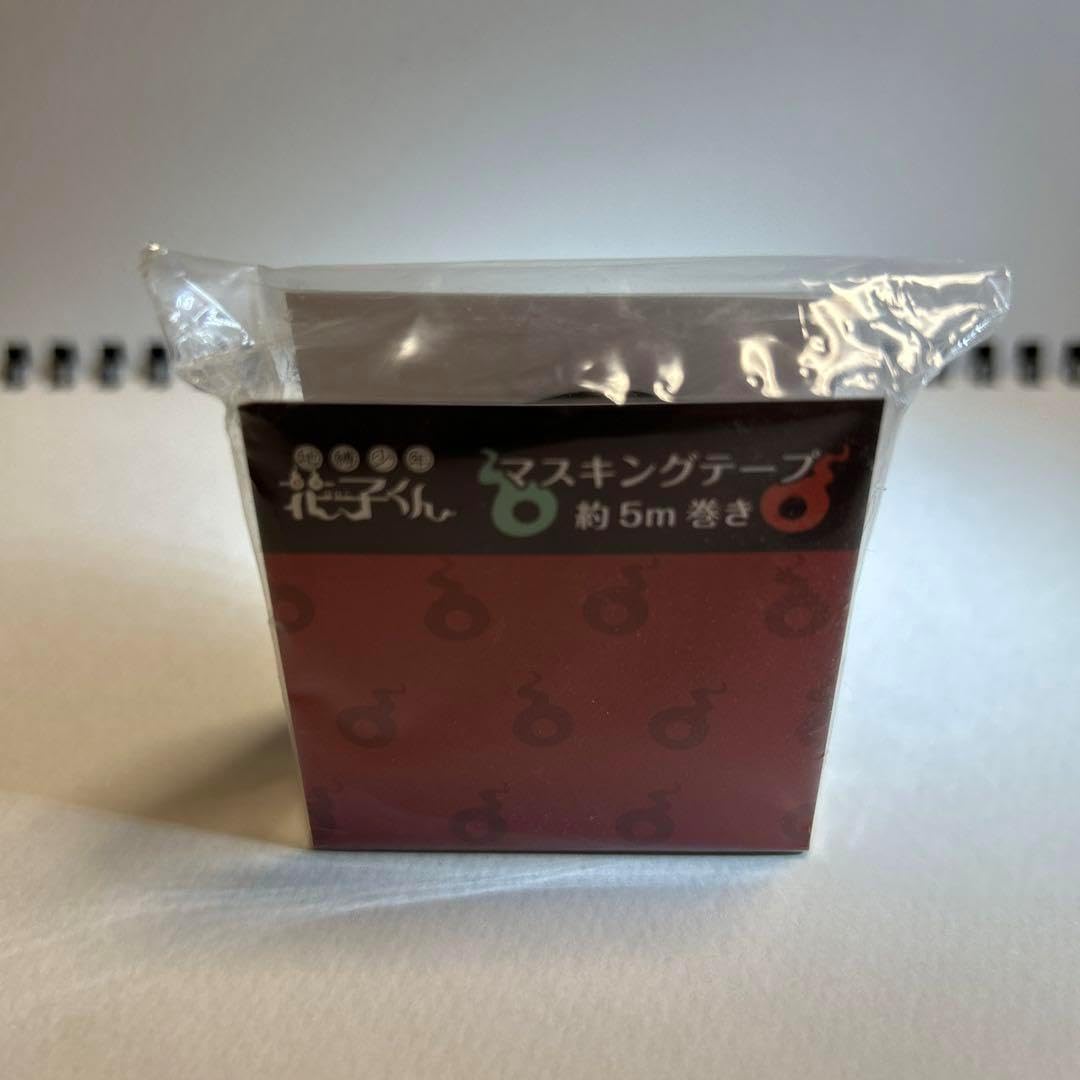 地縛少年
花子くん
マスキングテープ
約5m巻き